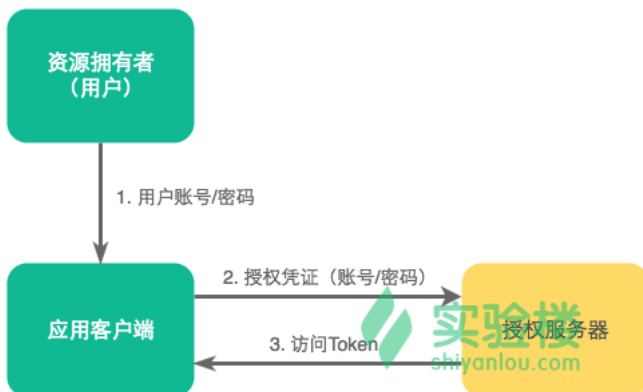 资源拥有者
（用户）
1. 用户账号/密码
2. 授权凭证（账号/密码）
应用客户端
授权服务器
实验楼
3. 访问Token
shiyanlou.com